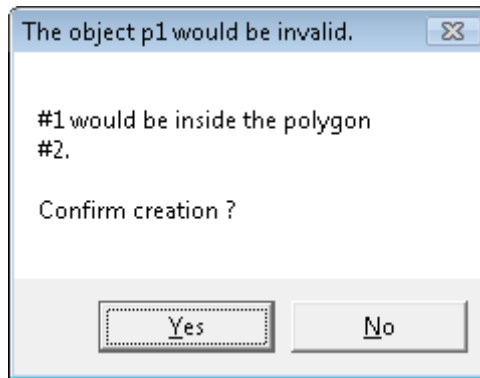 The object p1 would be invalid.
#1 would be inside the polygon
#2.
Confirm creation ?
Yes
No